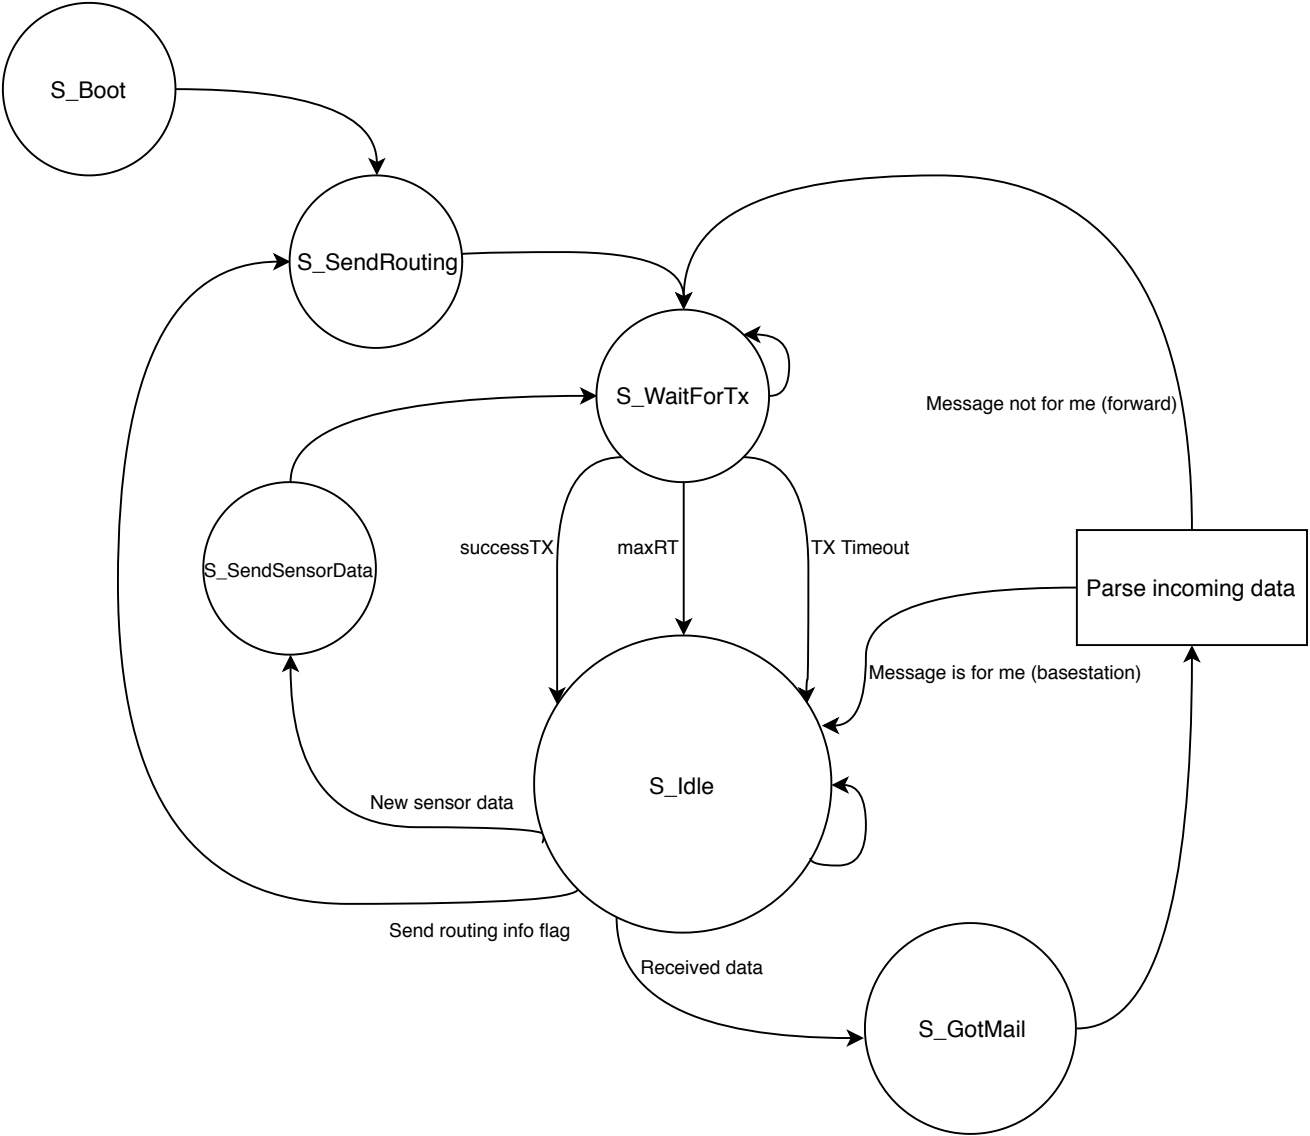 S_Boot
S_SendRouting
S_WaitForTx
Message not for me (forward)
successTX
maxRT
TX Timeout
S_SendSensorData
Parse incoming data
Message is for me (basestation)
S_Idle
New sensor data
Send routing info flag
Received data
S_GotMail